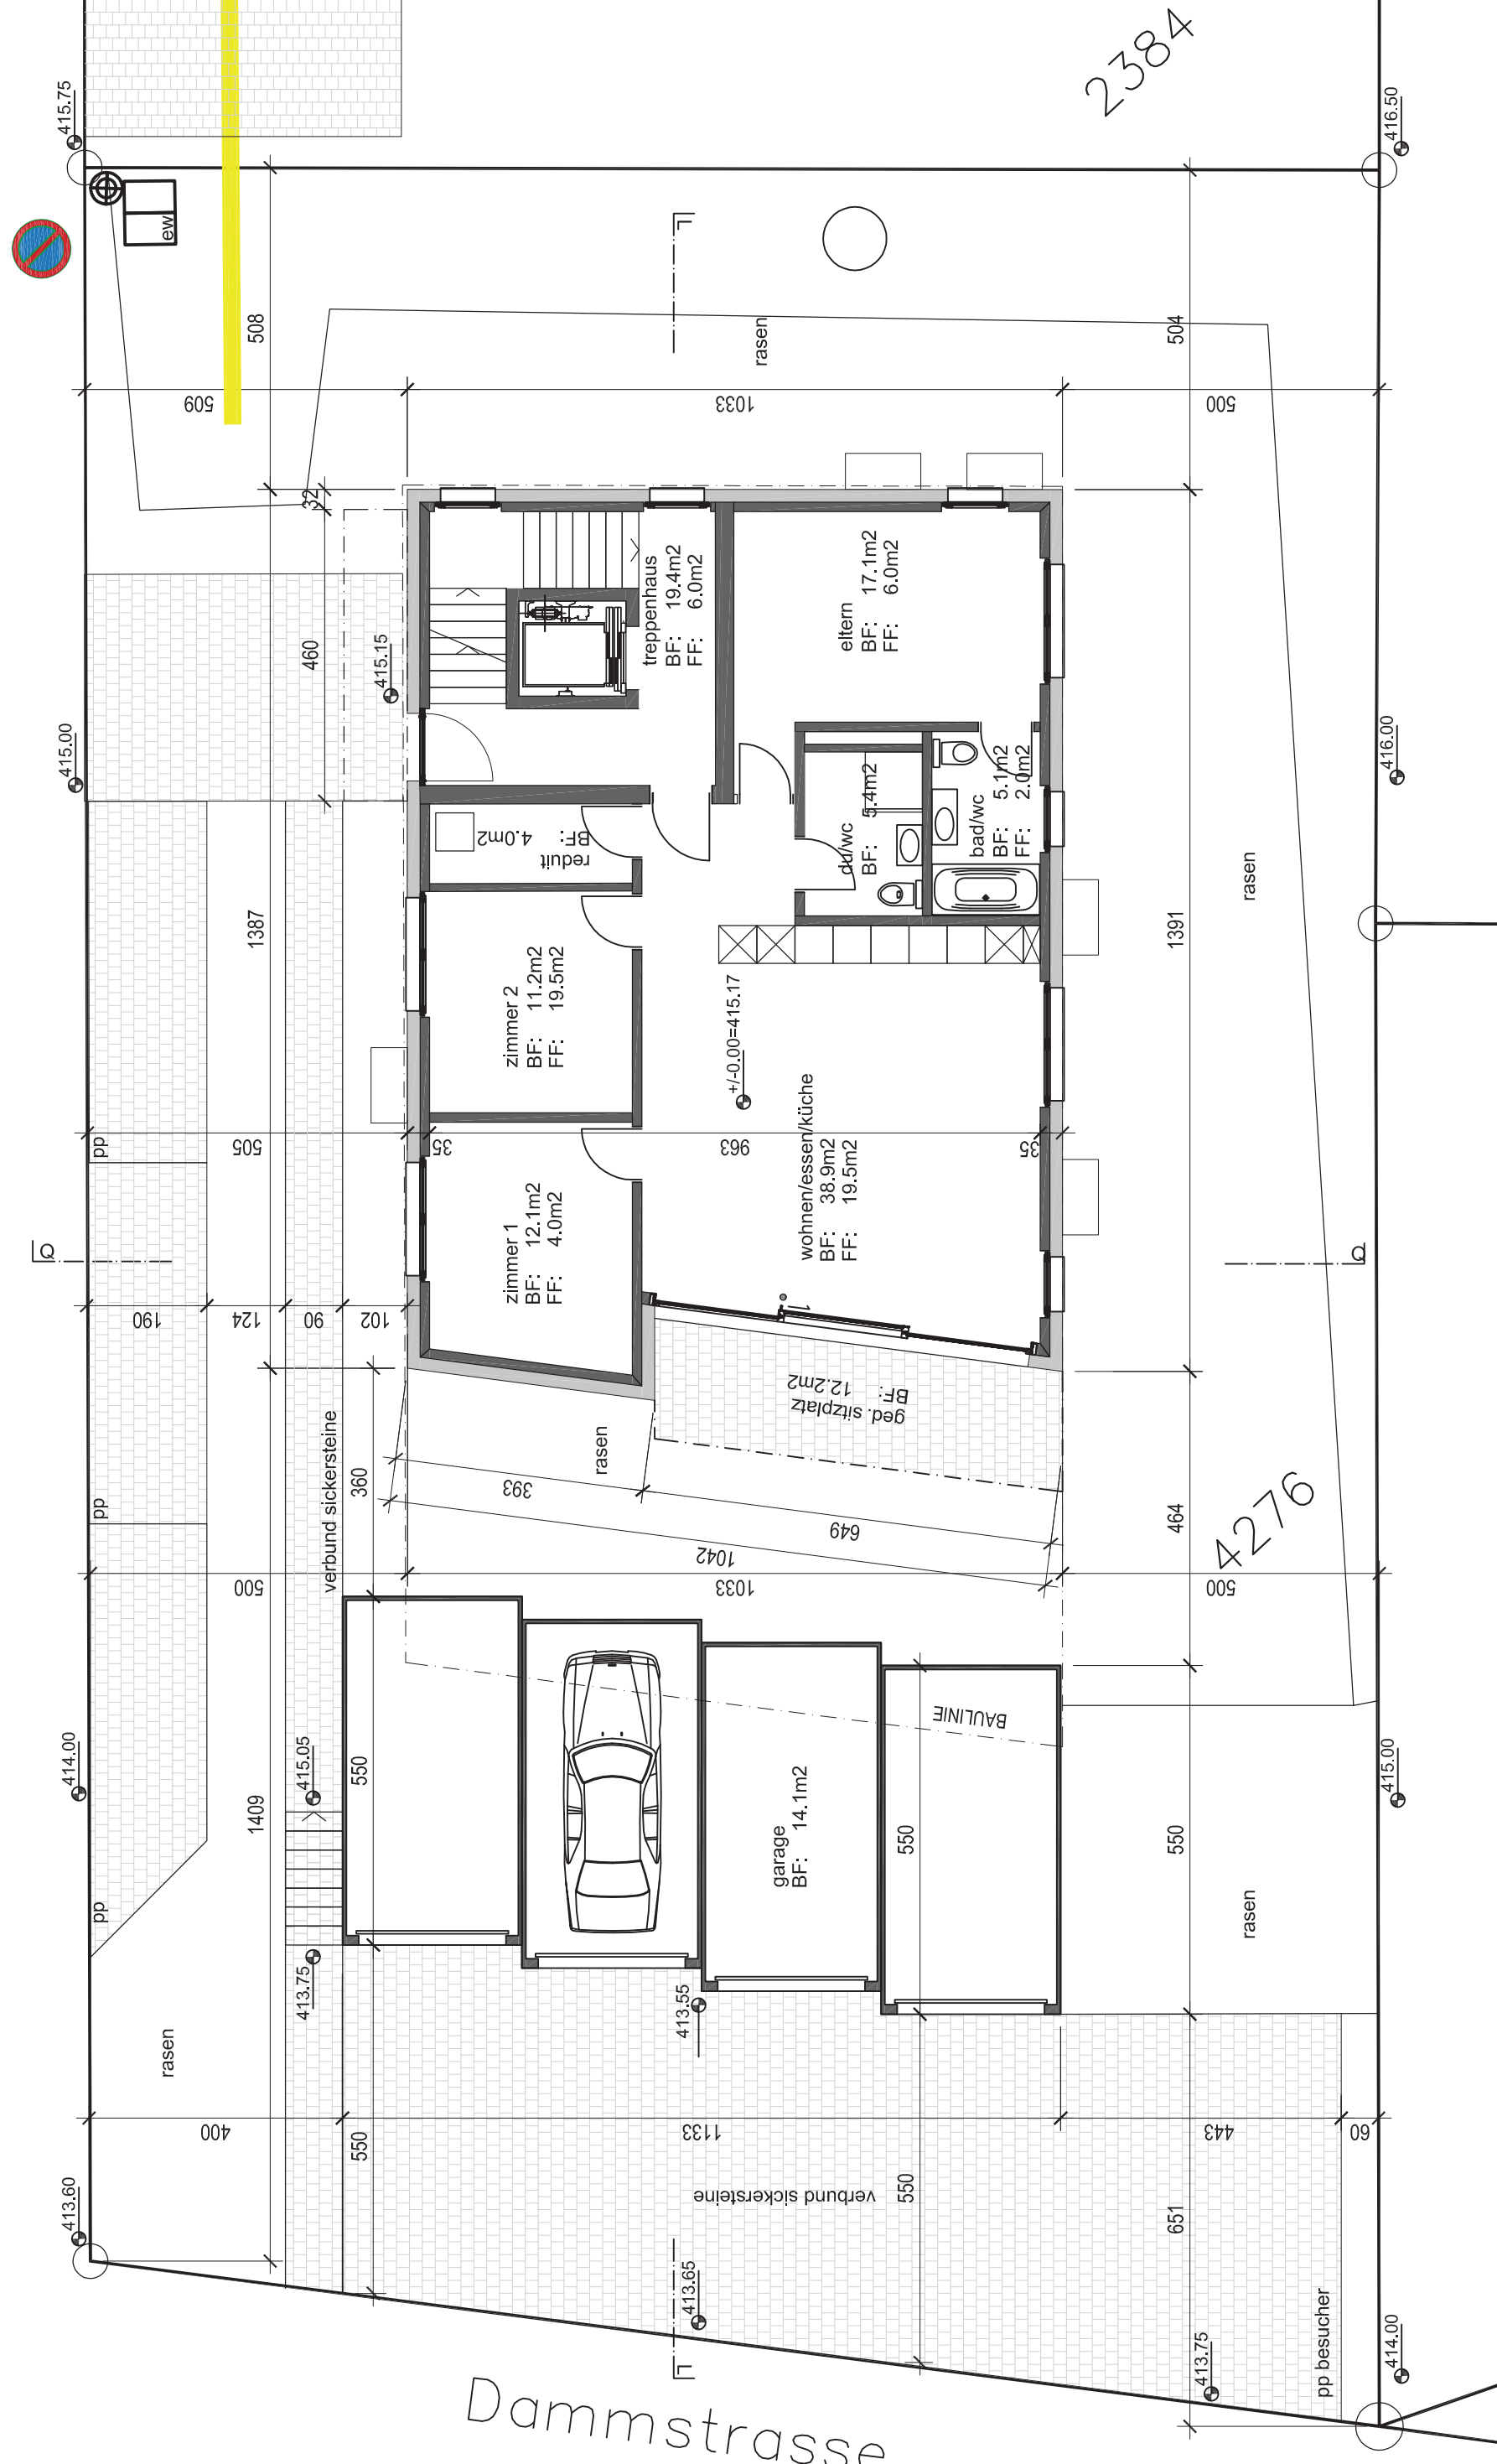 2384
415.75
416.50
ew
L
508
504
rasen
509
1033
500
32
460
415.15
415.00
416.00
treppenhaus
BF: 19.4m2
FF: 6.0m2
eltern
BF: 17.1m2
FF: 6.0m2
reduit
BF: 4.0m2
du/wc
BF: 5.4m2
bad/wc
BF: 5.1m2
FF: 2.0m2
1387
1391
rasen
zimmer 2
BF: 11.2m2
FF: 19.5m2
+/-0.00=415.17
pp
505
35
963
35
zimmer 1
BF: 12.1m2
FF: 4.0m2
wohnen/essen/küche
BF: 38.9m2
FF: 19.5m2
Q
Q
190
124
90
102
ged. sitzplatz
BF: 12.2m2
verbund sickersteine
rasen
360
393
649
1042
464
4276
pp
500
1033
500
BAULINIE
414.00
415.05
415.00
550
1409
garage
BF: 14.1m2
550
550
pp
rasen
413.75
413.55
rasen
400
1133
443
60
550
550
651
verbund sickersteine
413.60
413.65
L
413.75
pp besucher
414.00
Dammstrasse